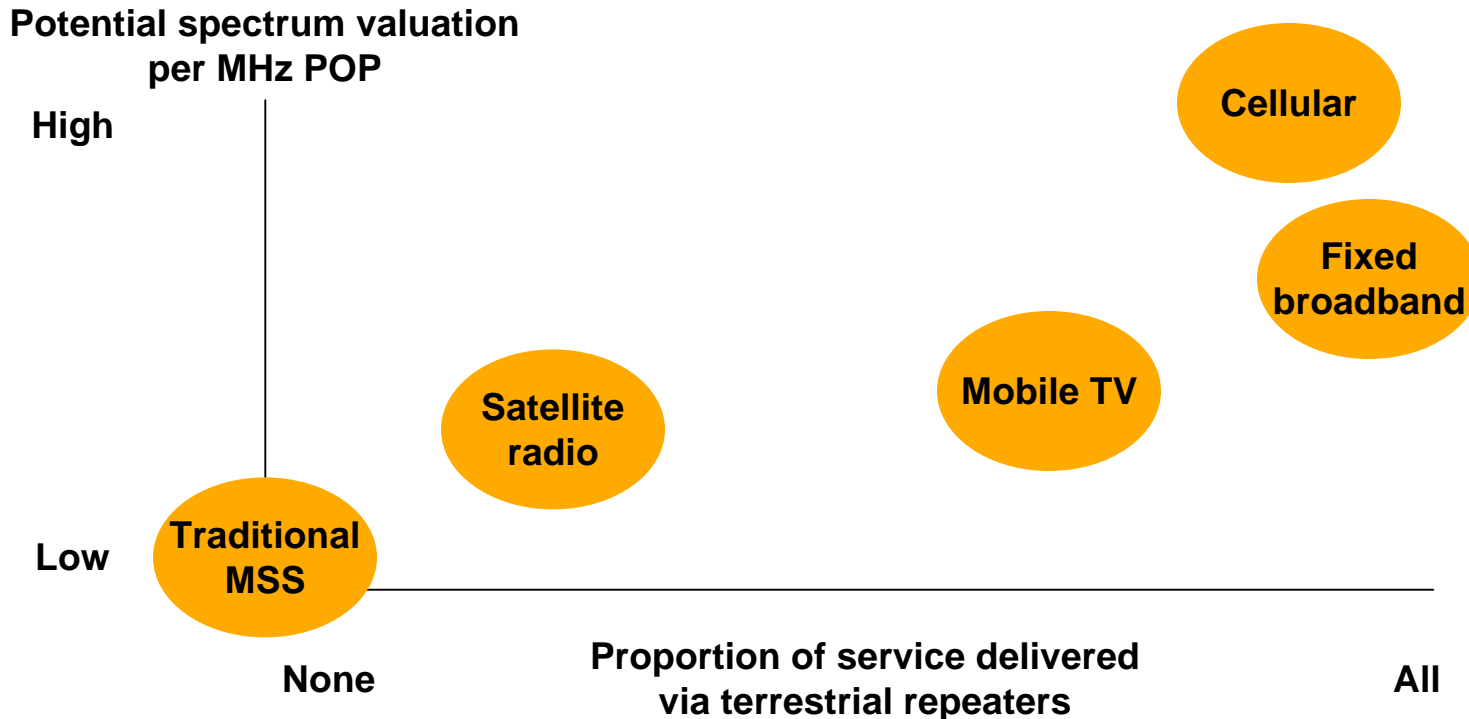 Potential spectrum valuation
per MHz POP
High
Cellular
Fixed
broadband
Mobile TV
Satellite
radio
Traditional
MSS
Low
None
Proportion of service delivered
via terrestrial repeaters
All